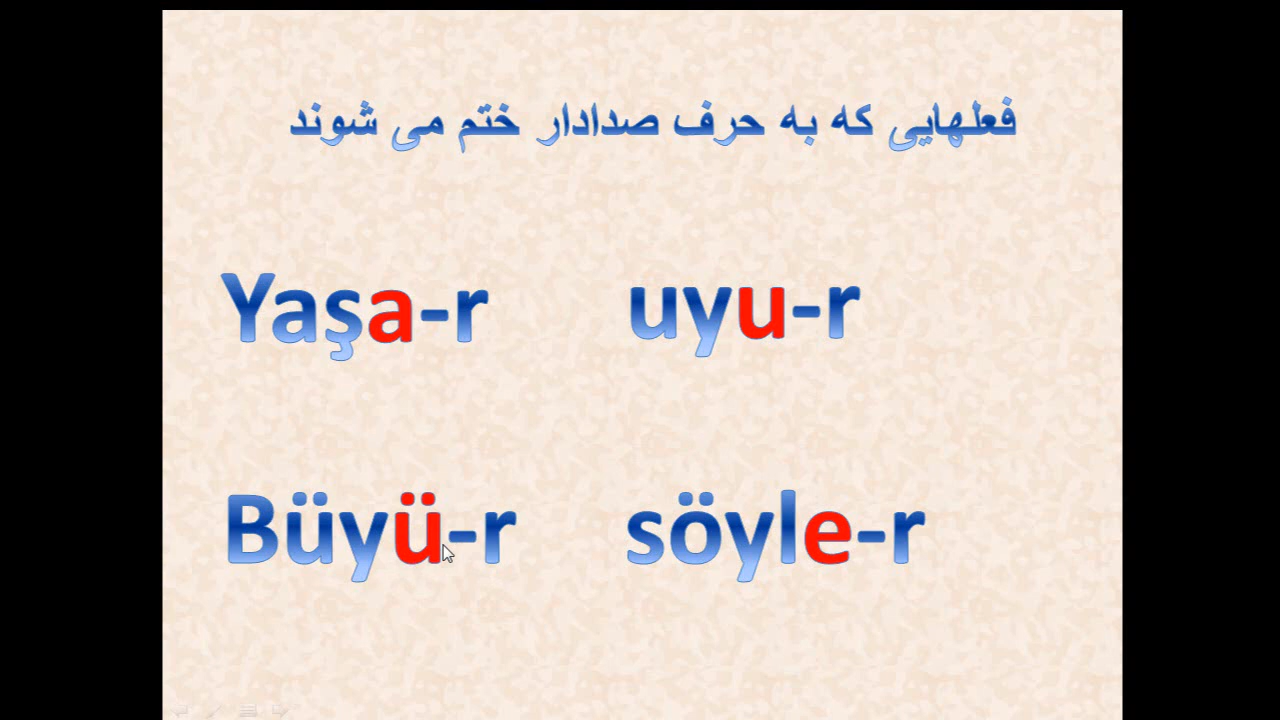 فعلهایی که به حرف صدادار ختم می شوند
Yaşa-r uyu-r
Büyü-r söyle-r